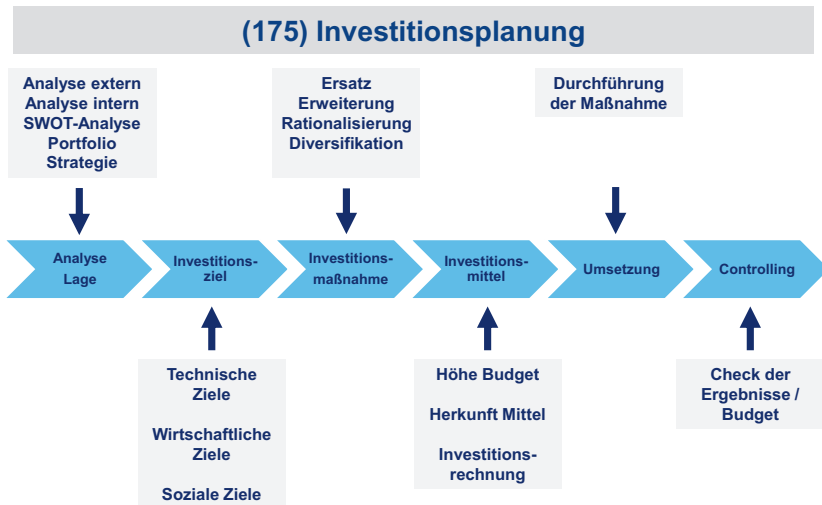 (175) Investitionsplanung
Analyse extern
Analyse intern
SWOT-Analyse
Portfolio
Strategie
Ersatz
Erweiterung
Rationalisierung
Diversifikation
Durchführung
der Maßnahme
Analyse
Lage
Investitions-
ziel
Investitions-
maßnahme
Investitions-
mittel
Umsetzung
Controlling
Technische
Ziele
Wirtschaftliche
Ziele
Soziale Ziele
Höhe Budget
Herkunft Mittel
Investitions-
rechnung
Check der
Ergebnisse /
Budget